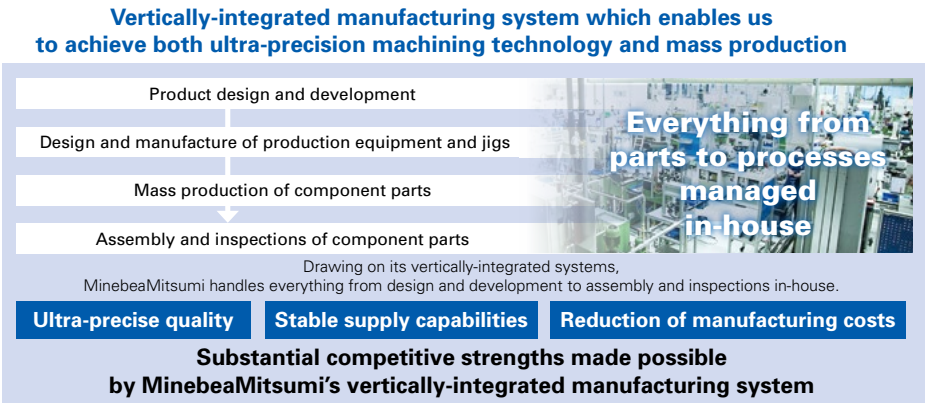 Vertically-integrated manufacturing system which enables us
to achieve both ultra-precision machining technology and mass production
Product design and development
Design and manufacture of production equipment and jigs
Mass production of component parts
Assembly and inspections of component parts
Everything from
parts to processes
managed
in-house
Drawing on its vertically-integrated systems,
MinebeaMitsumi handles everything from design and development to assembly and inspections in-house.
Ultra-precise quality
Stable supply capabilities
Reduction of manufacturing costs
Substantial competitive strengths made possible
by MinebeaMitsumi’s vertically-integrated manufacturing system